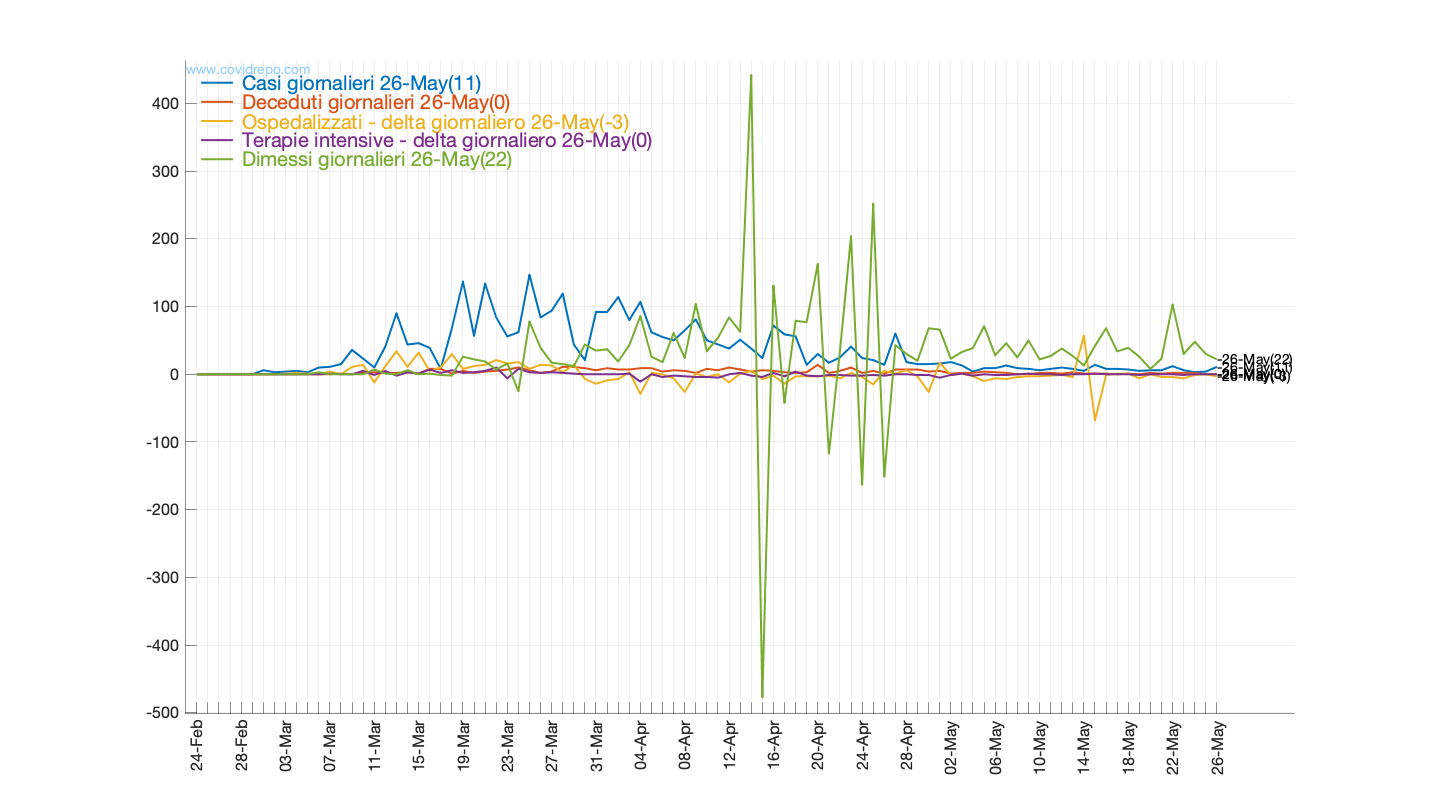 www.covidrepo.com
Casi giornalieri 26-May(11)
Deceduti giornalieri 26-May(0)
Ospedalizzati - delta giornaliero 26-May(-3)
Terapie intensive - delta giornaliero 26-May(0)
Dimessi giornalieri 26-May(22)
400
300
200
100
0
-100
-200
-300
-400
-500
-26-May(22)
-26-May(11)
24-Feb
28-Feb
03-Mar
07-Mar
11-Mar
15-Mar
19-Mar
23-Mar
27-Mar
31-Mar
04-Apr
08-Apr
12-Apr
16-Apr
20-Apr
24-Apr
28-Apr
02-May
06-May
10-May
14-May
18-May
22-May
26-May